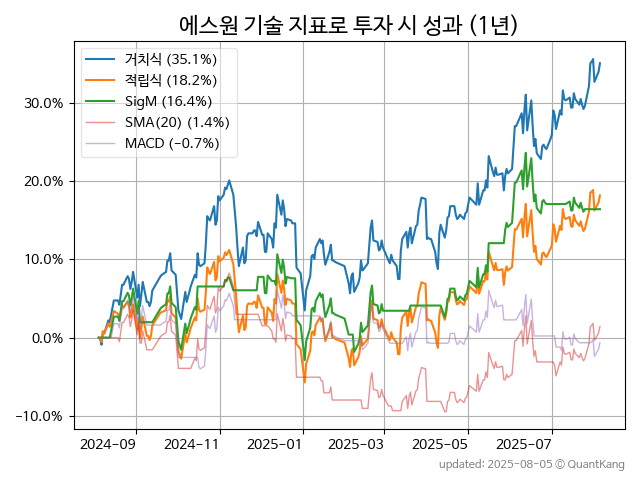 에스원 기술 지표로 투자 시 성과 (1년)
거치식 (35.1%)
적립식 (18.2%)
SigM (16.4%)
SMA(20) (1.4%)
MACD (−0.7%)
30.0%
20.0%
10.0%
0.0%
−10.0%
2024-09 2024-11 2025-01 2025-03 2025-05 2025-07
updated: 2025-08-05 © QuantKang